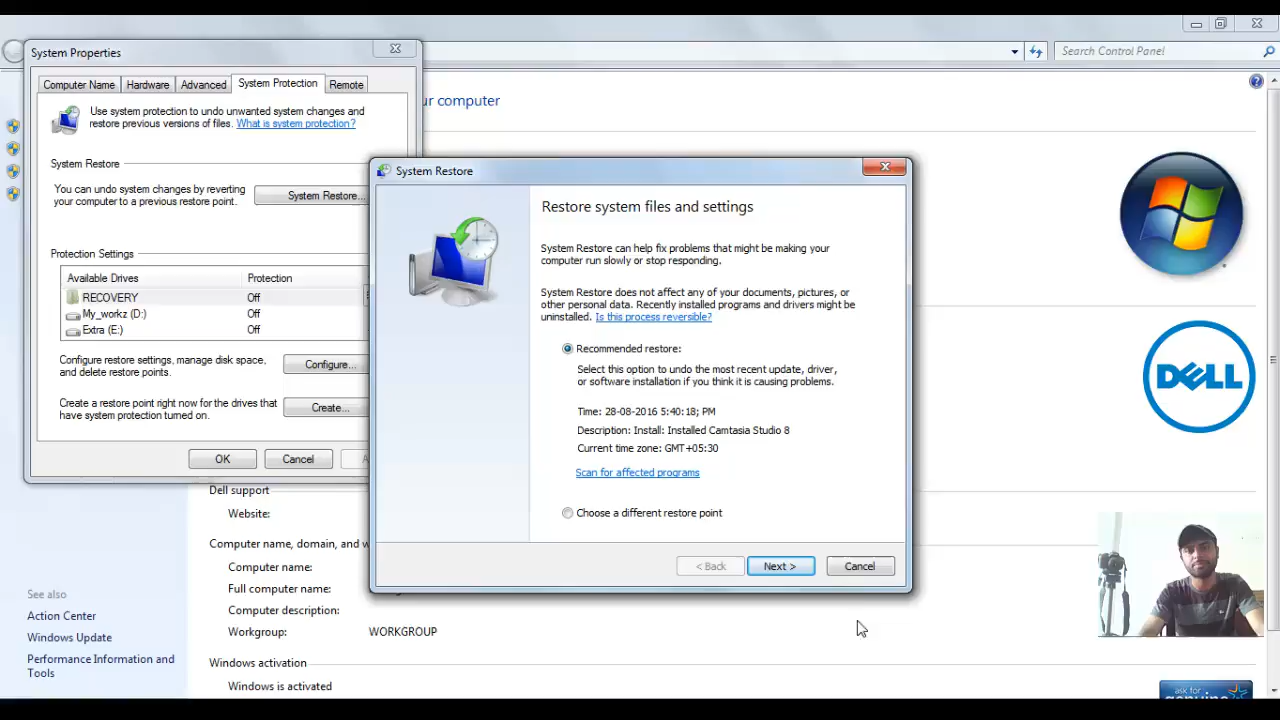 System Properties
Computer Name
Hardware
Advanced
System Protection
Remote
Use system protection to undo unwanted system changes and
restore previous versions of files. What is system protection?
System Restore
You can undo system changes by reverting
your computer to a previous restore point.
System Restore...
Protection Settings
Available Drives Protection
RECOVERY Off
My_workz (D:) Off
Extra (E:) Off
Configure restore settings, manage disk space,
and delete restore points.
Configure...
Create a restore point right now for the drives that
have system protection turned on.
Create...
OK
Cancel
Search Control Panel
ur computer
System Restore
Restore system files and settings
System Restore can help fix problems that might be making your
computer run slowly or stop responding.
System Restore does not affect any of your documents, pictures, or
other personal data. Recently installed programs and drivers might be
uninstalled. Is this process reversible?
Recommended restore:
Select this option to undo the most recent update, driver,
or software installation if you think it is causing problems.
Time: 28-08-2016 5:40:18; PM
Description: Install: Installed Camtasia Studio 8
Current time zone: GMT+05:30
Scan for affected programs
Choose a different restore point
< Back
Next >
Cancel
DELL
Dell support
Website:
Computer name, domain, and w
Computer name:
Full computer name:
Computer description:
Workgroup: WORKGROUP
Windows activation
Windows is activated
See also
Action Center
Windows Update
Performance Information and
Tools
ask for
genuine